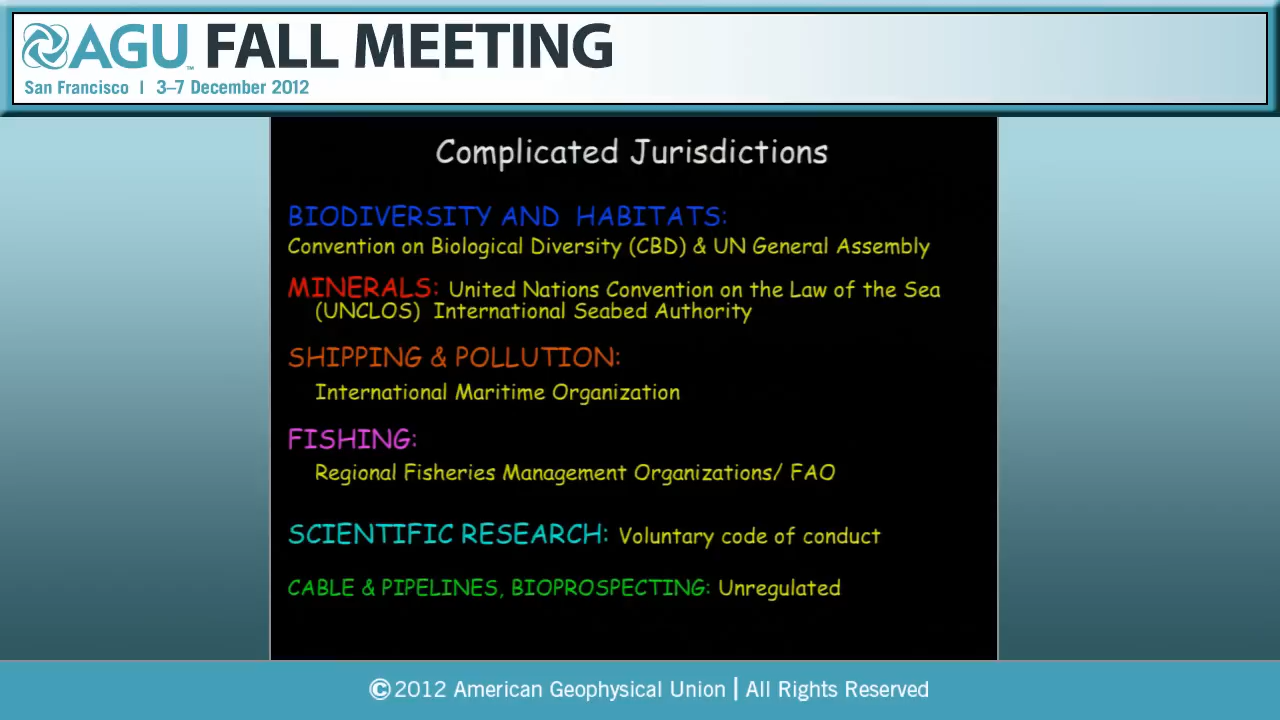 AGU™ FALL MEETING
San Francisco | 3–7 December 2012
Complicated Jurisdictions
BIODIVERSITY AND HABITATS:
Convention on Biological Diversity (CBD) & UN General Assembly
MINERALS: United Nations Convention on the Law of the Sea
(UNCLOS) International Seabed Authority
SHIPPING & POLLUTION:
International Maritime Organization
FISHING:
Regional Fisheries Management Organizations/ FAO
SCIENTIFIC RESEARCH: Voluntary code of conduct
CABLE & PIPELINES, BIOPROSPECTING: Unregulated
©2012 American Geophysical Union | All Rights Reserved